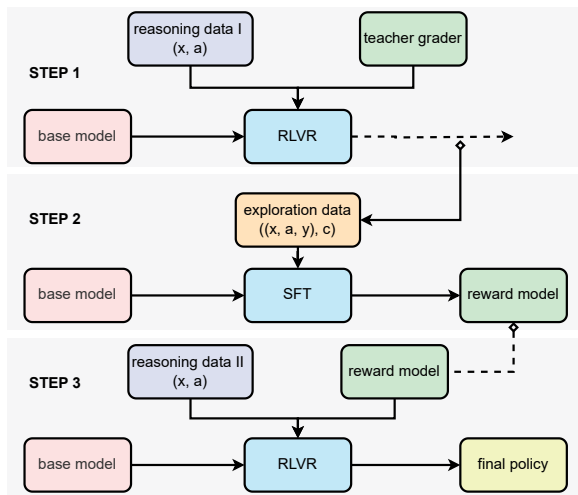 reasoning data I
(x, a)
teacher grader
STEP 1
base model
RLVR
STEP 2
exploration data
((x, a, y), c)
base model
SFT
reward model
reasoning data II
(x, a)
reward model
STEP 3
base model
RLVR
final policy